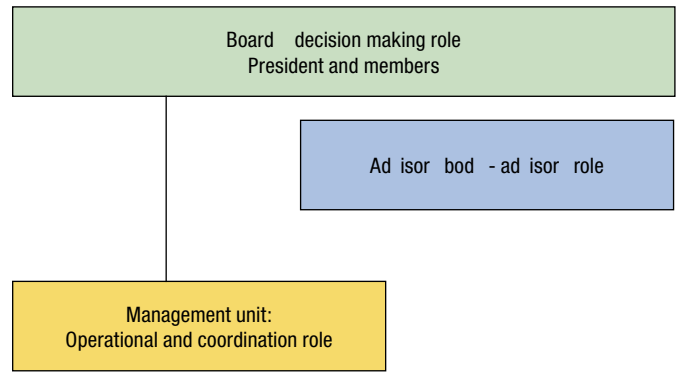 Board decision making role
President and members
Ad isor bod - ad isor role
Management unit:
Operational and coordination role